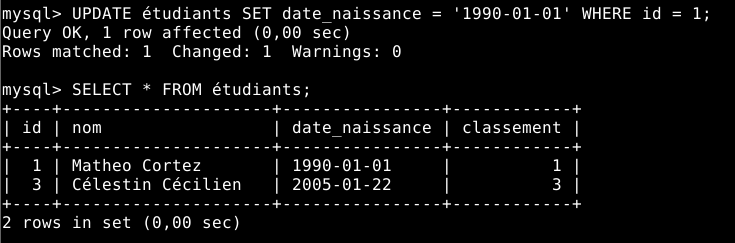 mysql> UPDATE étudiants SET date_naissance = '1990-01-01' WHERE id = 1;
Query OK, 1 row affected (0,00 sec)
Rows matched: 1  Changed: 1  Warnings: 0

mysql> SELECT * FROM étudiants;
+----+---------------------+----------------+------------+
| id | nom                 | date_naissance | classement |
+----+---------------------+----------------+------------+
|  1 | Matheo Cortez       | 1990-01-01     |          1 |
|  3 | Célestin Cécilien   | 2005-01-22     |          3 |
+----+---------------------+----------------+------------+
2 rows in set (0,00 sec)